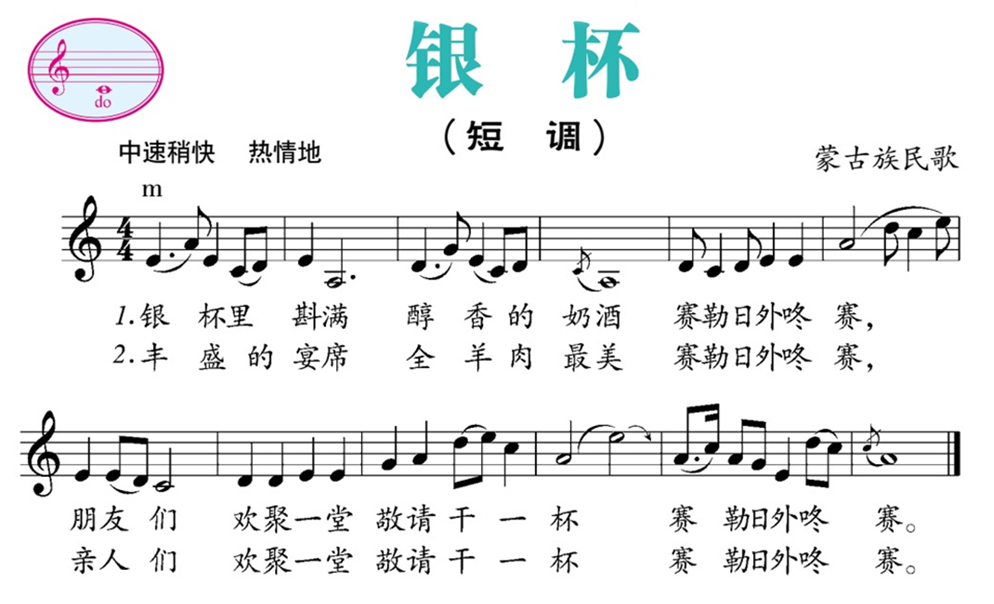 银 杯
do
（短 调）
中速稍快 热情地
蒙古族民歌
m
4
4
1.银 杯里 斟满 醇 香的 奶酒 赛勒日外咚 赛，
2.丰 盛的 宴席 全 羊肉 最美 赛勒日外咚 赛，
朋友 们 欢聚一堂 敬请干一杯 赛 勒日外咚 赛。
亲人 们 欢聚一堂 敬请干一杯 赛 勒日外咚 赛。